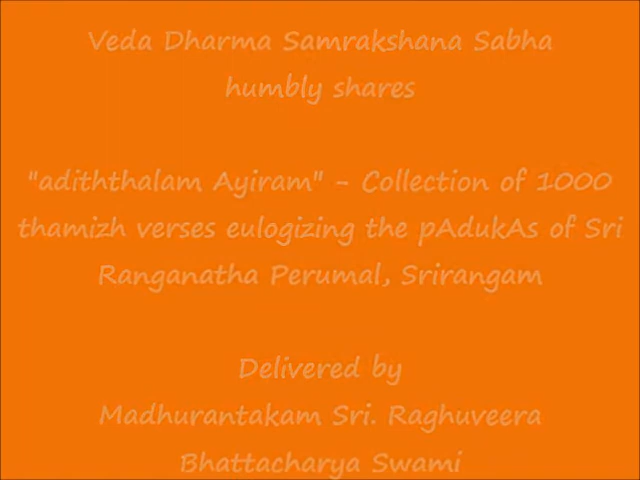 Veda Dharma Samrakshana Sabha
humbly shares
"adiththalam Ayiram" - Collection of 1000
thamizh verses eulogizing the pAdukAs of Sri
Ranganatha Perumal, Srirangam
Delivered by
Madhurantakam Sri. Raghuveera
Bhattacharya Swami